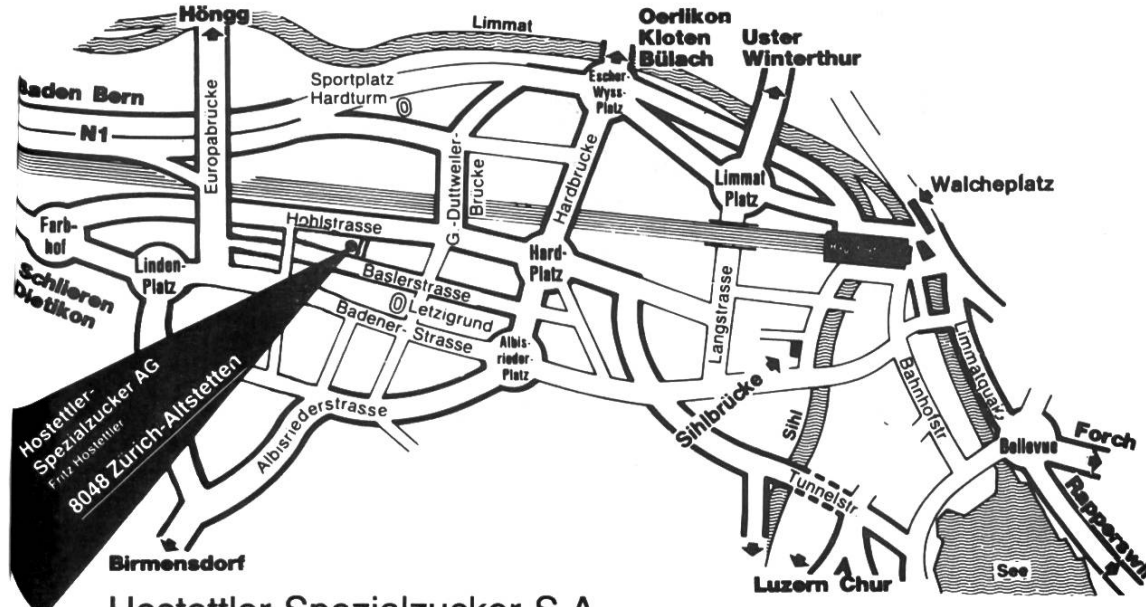 Höngg
Limmat
Oerlikon
Kloten
Bülach
Uster
Winterthur
Baden Bern
N1
Sportplatz
Hardturm
Escher-
Wyss-
Platz
Europabrücke
G.-Duttweiler-
Brücke
Hardbrücke
Limmat
Platz
Walcheplatz
Farb-
hof
Linden-
Platz
Hohlstrasse
Hard-
Platz
Baslerstrasse
Letzigrund
Badener-Strasse
Albis-
rieder-
Platz
Langstrasse
Schlieren
Dietikon
Sihlbrücke
Sihl
Bahnhofstr.
Limmatquai
Bellevue
Forch
Rapperswil
Albisriederstrasse
Tunnelstr.
Hostettler-
Spezialzucker AG
Fritz Hostettler
8048 Zürich-Altstetten
Birmensdorf
Luzern Chur
See
Hostettler Spezialzucker S.A.